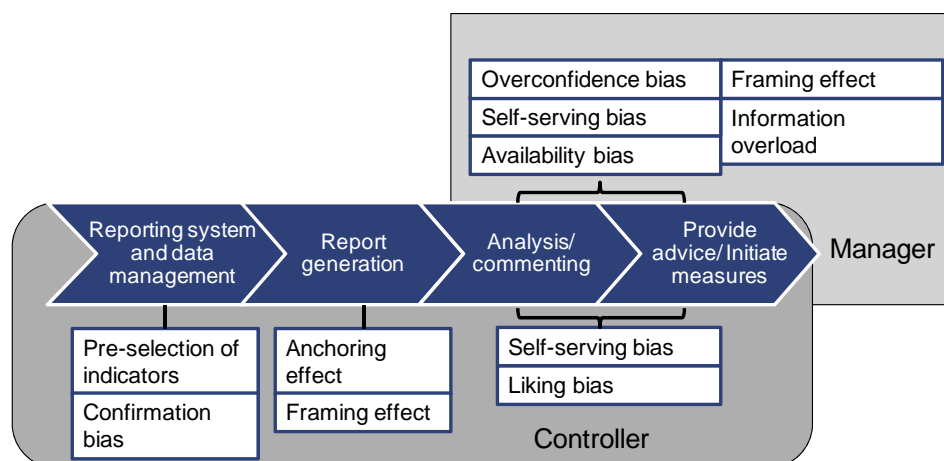 Overconfidence bias
Framing effect
Self-serving bias
Information
overload
Availability bias
Reporting system
and data
management
Report
generation
Analysis/
commenting
Provide
advice/ Initiate
measures
Manager
Pre-selection of
indicators
Confirmation
bias
Anchoring
effect
Framing effect
Self-serving bias
Liking bias
Controller